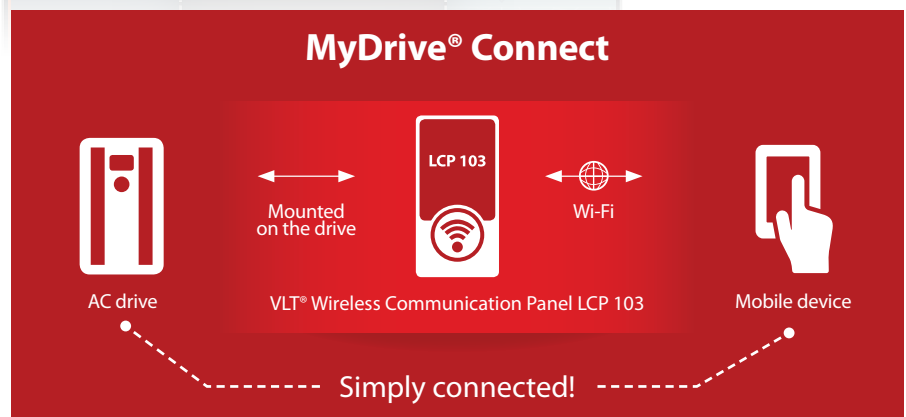 MyDrive® Connect
LCP 103
Mounted
on the drive
Wi-Fi
AC drive
VLT® Wireless Communication Panel LCP 103
Mobile device
Simply connected!